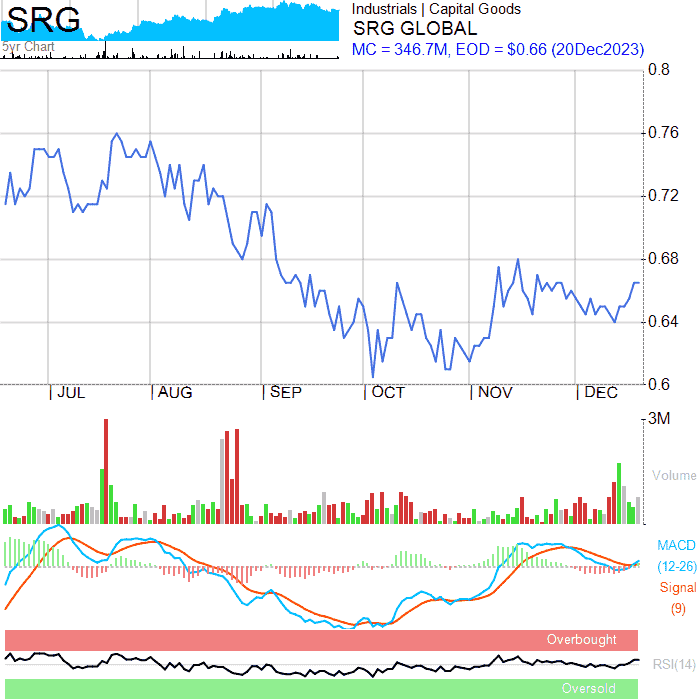 SRG
5yr Chart
Industrials | Capital Goods
SRG GLOBAL
MC = 346.7M, EOD = $0.66 (20Dec2023)
0.8
0.76
0.72
0.68
0.64
0.6
| JUL | AUG | SEP | OCT | NOV | DEC
3M
Volume
MACD
(12-26)
Signal
(9)
Overbought
RSI(14)
Oversold